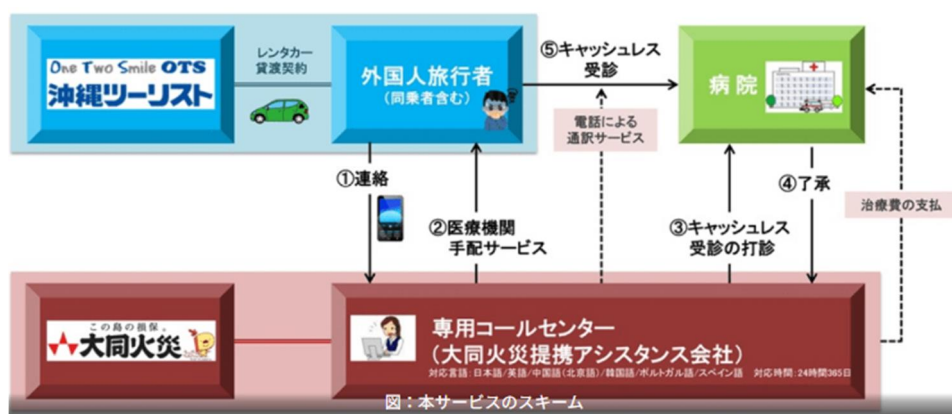 One Two Smile OTS
沖縄ツーリスト
レンタカー
貸渡契約
外国人旅行者
(同乗者含む)
⑤キャッシュレス
受診
病院
電話による
通訳サービス
①連絡
②医療機関
手配サービス
③キャッシュレス
受診の打診
④了承
治療費の支払
この島の損保。
大同火災
専用コールセンター
(大同火災提携アシスタンス会社)
対応言語:日本語/英語/中国語(北京語)/韓国語/ポルトガル語/スペイン語 対応時間:24時間365日
図:本サービスのスキーム